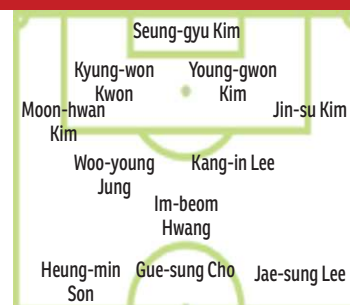 Seung-gyu Kim
Kyung-won
Kwon
Young-gwon
Kim
Moon-hwan
Kim
Jin-su Kim
Woo-young
Jung
Kang-in Lee
Im-beom
Hwang
Heung-min
Son
Gue-sung Cho
Jae-sung Lee